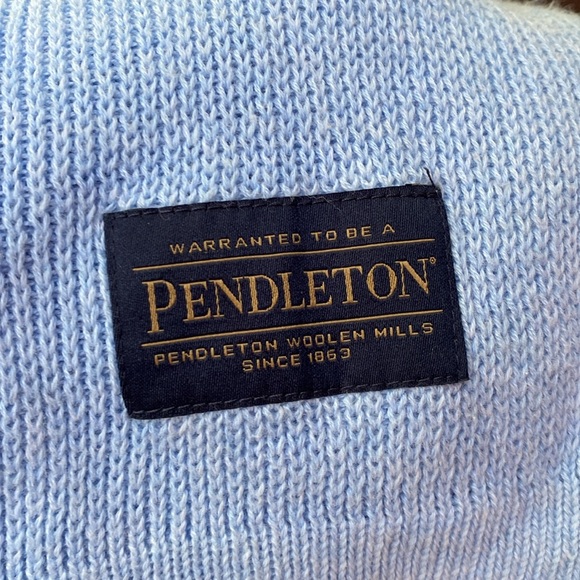 WARRANTED TO BE A
PENDLETON®
PENDLETON WOOLEN MILLS
SINCE 1863